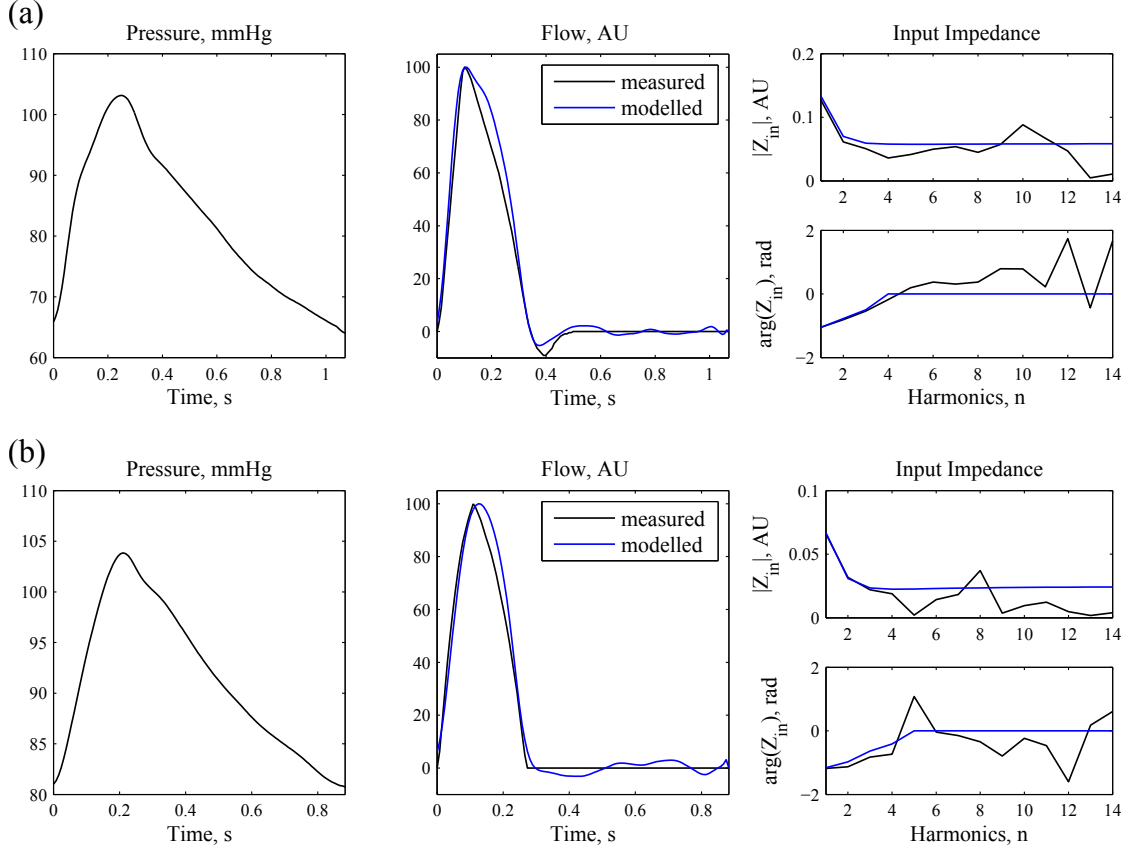 (a)
Pressure, mmHg
110
100
90
80
70
60
0 0.2 0.4 0.6 0.8 1
Time, s
Flow, AU
measured
modelled
100
80
60
40
20
0
0 0.2 0.4 0.6 0.8 1
Time, s
Input Impedance
|Z_in|, AU
0.2
0.1
0
2 4 6 8 10 12 14
arg(Z_in), rad
2
0
−2
2 4 6 8 10 12 14
Harmonics, n
(b)
Pressure, mmHg
110
105
100
95
90
85
80
0 0.2 0.4 0.6 0.8
Time, s
Flow, AU
measured
modelled
100
80
60
40
20
0
0 0.2 0.4 0.6 0.8
Time, s
Input Impedance
|Z_in|, AU
0.1
0.05
0
2 4 6 8 10 12 14
arg(Z_in), rad
2
0
−2
2 4 6 8 10 12 14
Harmonics, n